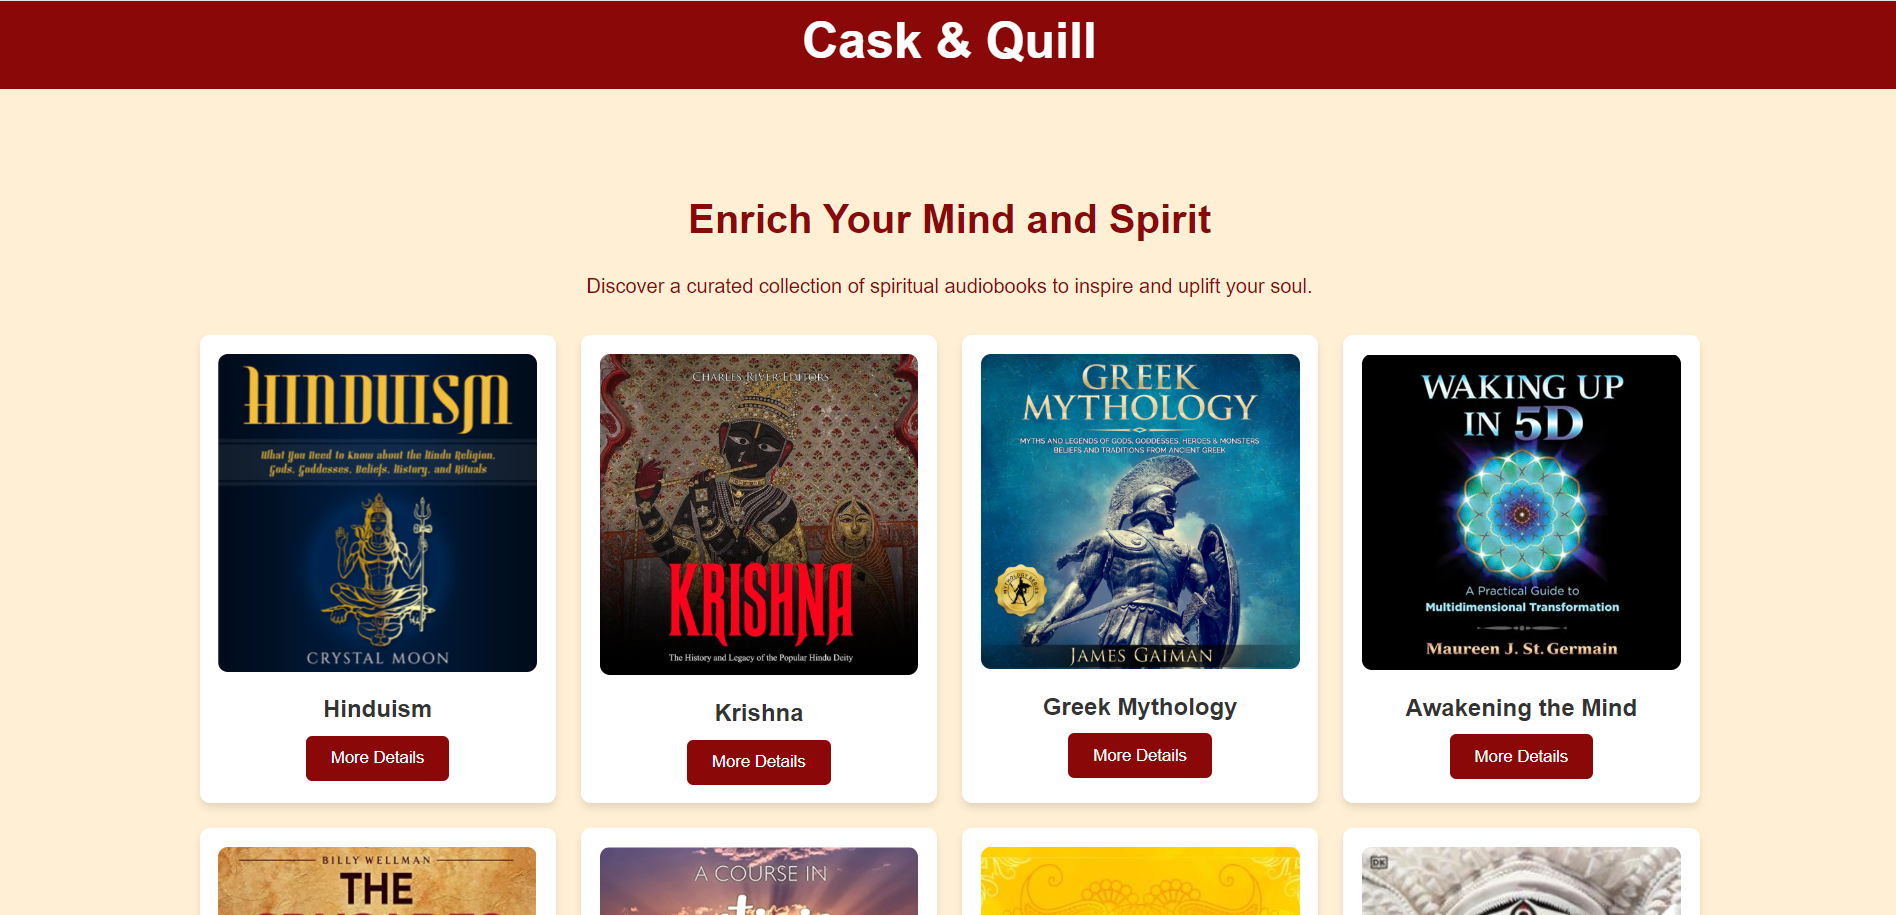 Cask & Quill
Enrich Your Mind and Spirit
Discover a curated collection of spiritual audiobooks to inspire and uplift your soul.
HINDUISM
What You Need to Know about the Hindu Religion,
Gods, Goddesses, Beliefs, History, and Rituals
CRYSTAL MOON
Hinduism
More Details
CHARLES RIVER EDITORS
KRISHNA
The History and Legacy of the Popular Hindu Deity
Krishna
More Details
GREEK
MYTHOLOGY
MYTHS AND LEGENDS OF GODS, GODDESSES, HEROES & MONSTERS
BELIEFS AND TRADITIONS FROM ANCIENT GREEK
JAMES GAIMAN
Greek Mythology
More Details
WAKING UP
IN 5D
A Practical Guide to
Multidimensional Transformation
Maureen J. St. Germain
Awakening the Mind
More Details
BILLY WELLMAN
THE
A COURSE IN
DK